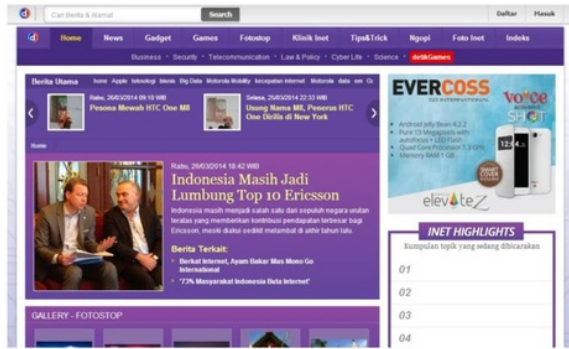 d
Cari Berita & Alamat
Search
Daftar Masuk
d Home News Gadget Games Fotostop Klinik Inet Tips&Trick Ngopi Foto Inet Indeks
Business Security Telecommunication Law & Policy Cyber Life Science detikGames
Berita Utama home Apple teknologi bisnis Big Data Motorola Mobility kecepatan internet Motorola data
Rabu, 26/03/2014 09:18 WIB
Pesona Mewah HTC One M8
Selasa, 25/03/2014 22:33 WIB
Usung Nama M8, Penerus HTC
One Dirilis di New York
Home
Rabu, 26/03/2014 18:42 WIB
Indonesia Masih Jadi
Lumbung Top 10 Ericsson
Indonesia masih menjadi salah satu dari sepuluh negara urutan
teratas yang memberikan kontribusi pendapatan terbesar bagi
Ericsson, meski diakui sedikit melambat di akhir tahun lalu.
Berita Terkait:
Berkat Internet, Ayam Bakar Mas Mono Go
International
'73% Masyarakat Indonesia Buta Internet'
GALLERY - FOTOSTOP
EVERCOSS
INTERNATIONAL
VOICE
SHOT
Android Jelly Bean 4.2.2
Pure 13 Megapixels with
autofocus + LED Flash
Quad Core Processor 1.3 GHz
Memory RAM 1 GB
SMART
COVER
elevate Z
INET HIGHLIGHTS
Kumpulan topik yang sedang dibicarakan
01
02
03
04